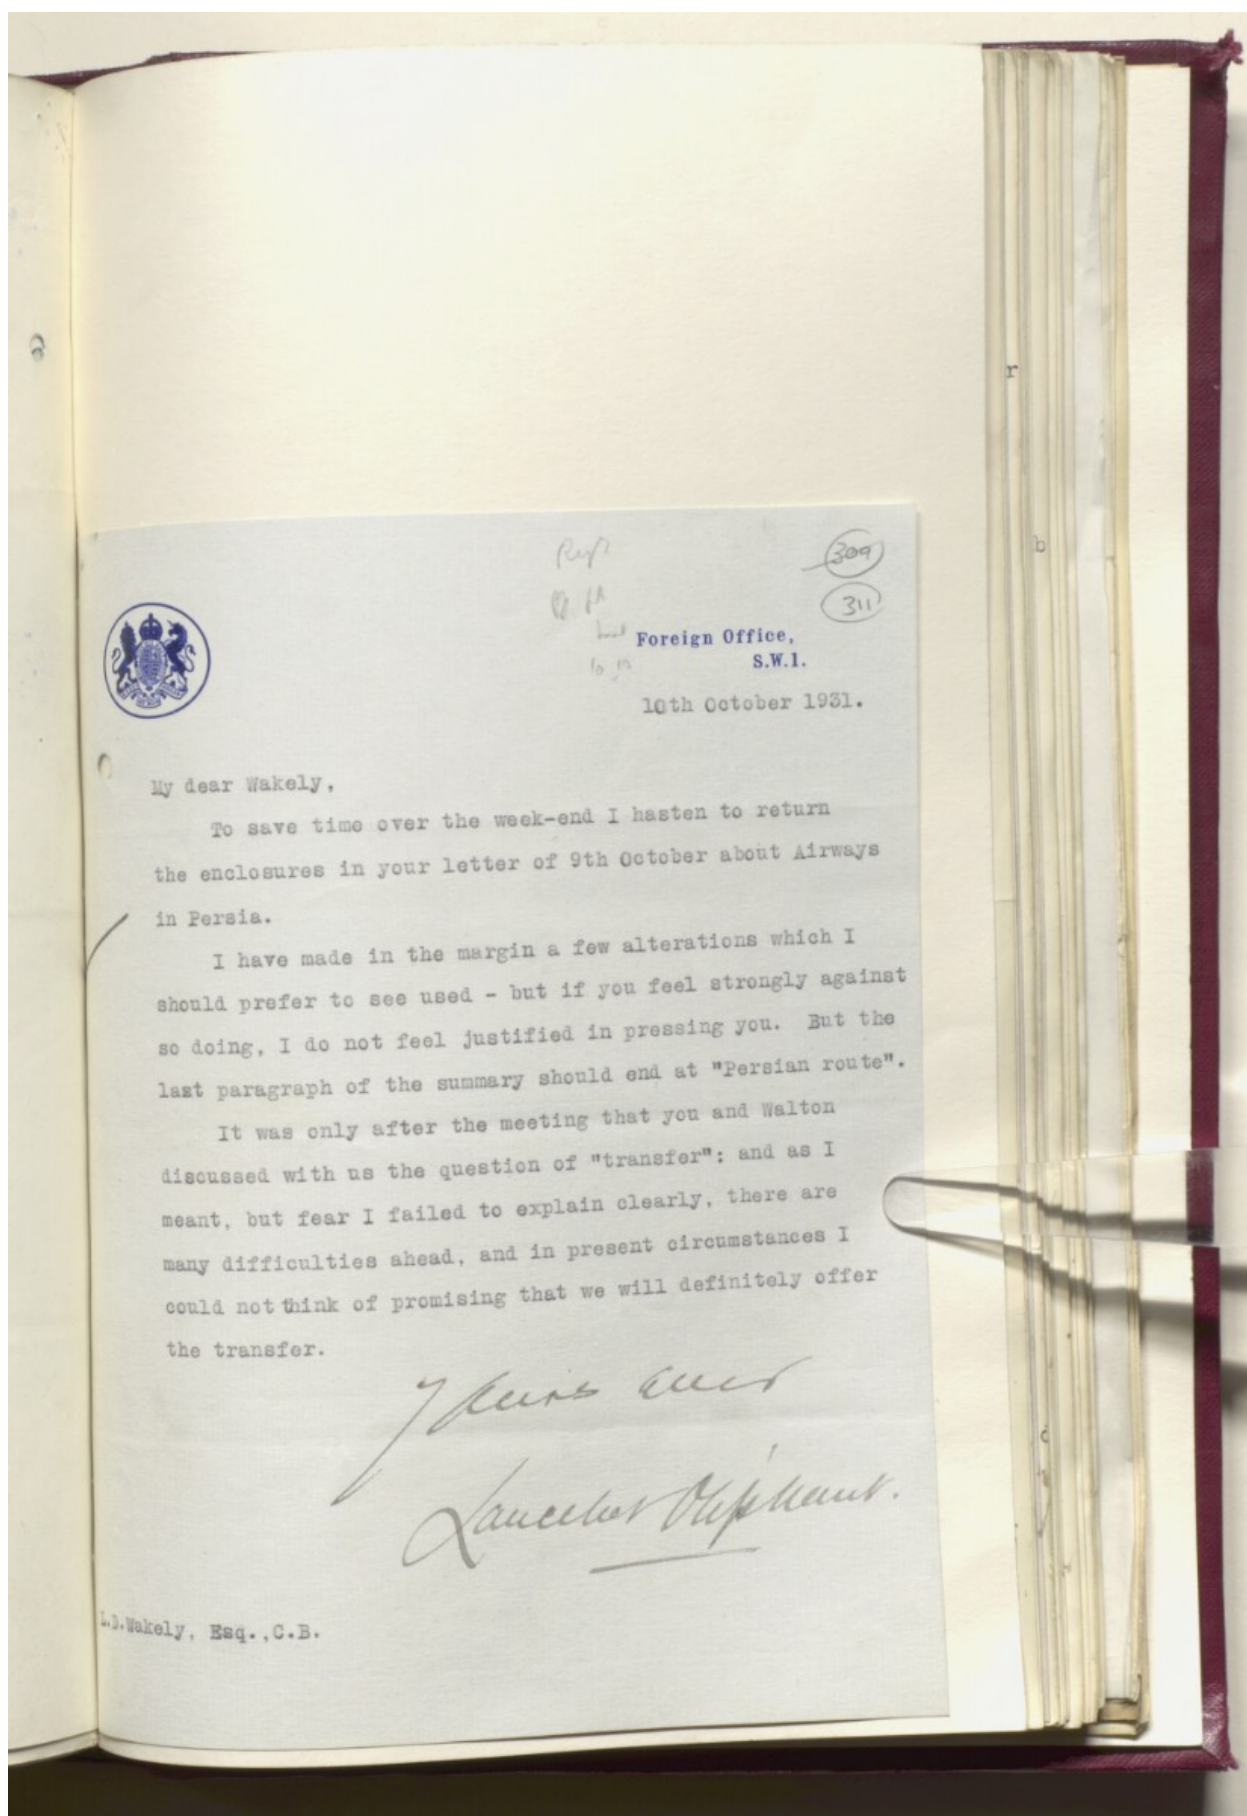 309
311
Foreign Office,
S.W.1.
10th October 1931.
My dear Wakely,
To save time over the week-end I hasten to return
the enclosures in your letter of 9th October about Airways
in Persia.
I have made in the margin a few alterations which I
should prefer to see used - but if you feel strongly against
so doing, I do not feel justified in pressing you. But the
last paragraph of the summary should end at "Persian route".
It was only after the meeting that you and Walton
discussed with us the question of "transfer": and as I
meant, but fear I failed to explain clearly, there are
many difficulties ahead, and in present circumstances I
could not think of promising that we will definitely offer
the transfer.
Yours ever
Lancelot Oliphant.
L.D.Wakely, Esq.,C.B.
r
b